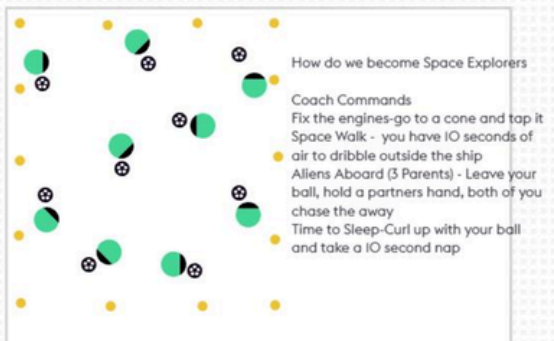 How do we become Space Explorers
Coach Commands
Fix the engines-go to a cone and tap it
Space Walk - you have 10 seconds of
air to dribble outside the ship
Aliens Aboard (3 Parents) - Leave your
ball, hold a partners hand, both of you
chase the away
Time to Sleep-Curl up with your ball
and take a 10 second nap